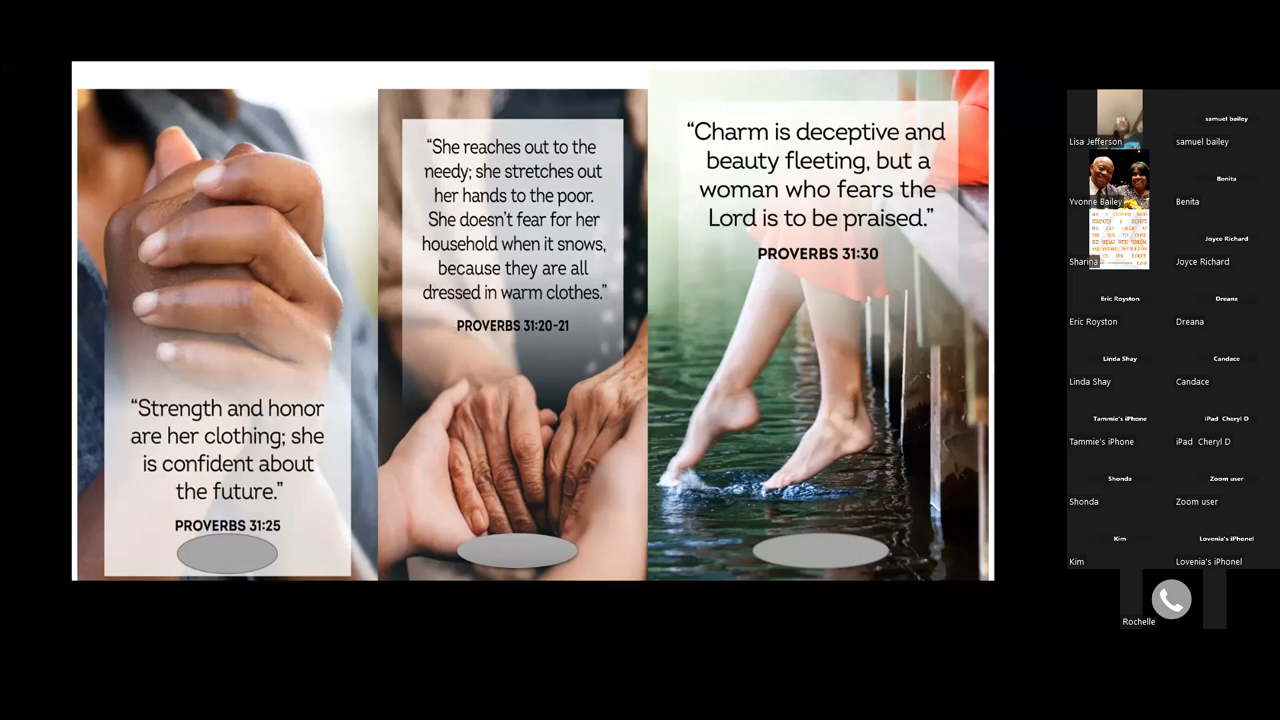 “Strength and honor
are her clothing; she
is confident about
the future.”
PROVERBS 31:25
“She reaches out to the
needy; she stretches out
her hands to the poor.
She doesn’t fear for her
household when it snows,
because they are all
dressed in warm clothes.”
PROVERBS 31:20-21
“Charm is deceptive and
beauty fleeting, but a
woman who fears the
Lord is to be praised.”
PROVERBS 31:30
Lisa Jefferson
samuel bailey
samuel bailey
Yvonne Bailey
Benita
Benita
Sharina
Joyce Richard
Joyce Richard
Eric Royston
Eric Royston
Dreana
Dreana
Linda Shay
Linda Shay
Candace
Candace
Tammie's iPhone
Tammie's iPhone
iPad Cheryl D
iPad Cheryl D
Shonda
Shonda
Zoom user
Zoom user
Kim
Kim
Lovenia's iPhonel
Lovenia's iPhonel
Rochelle